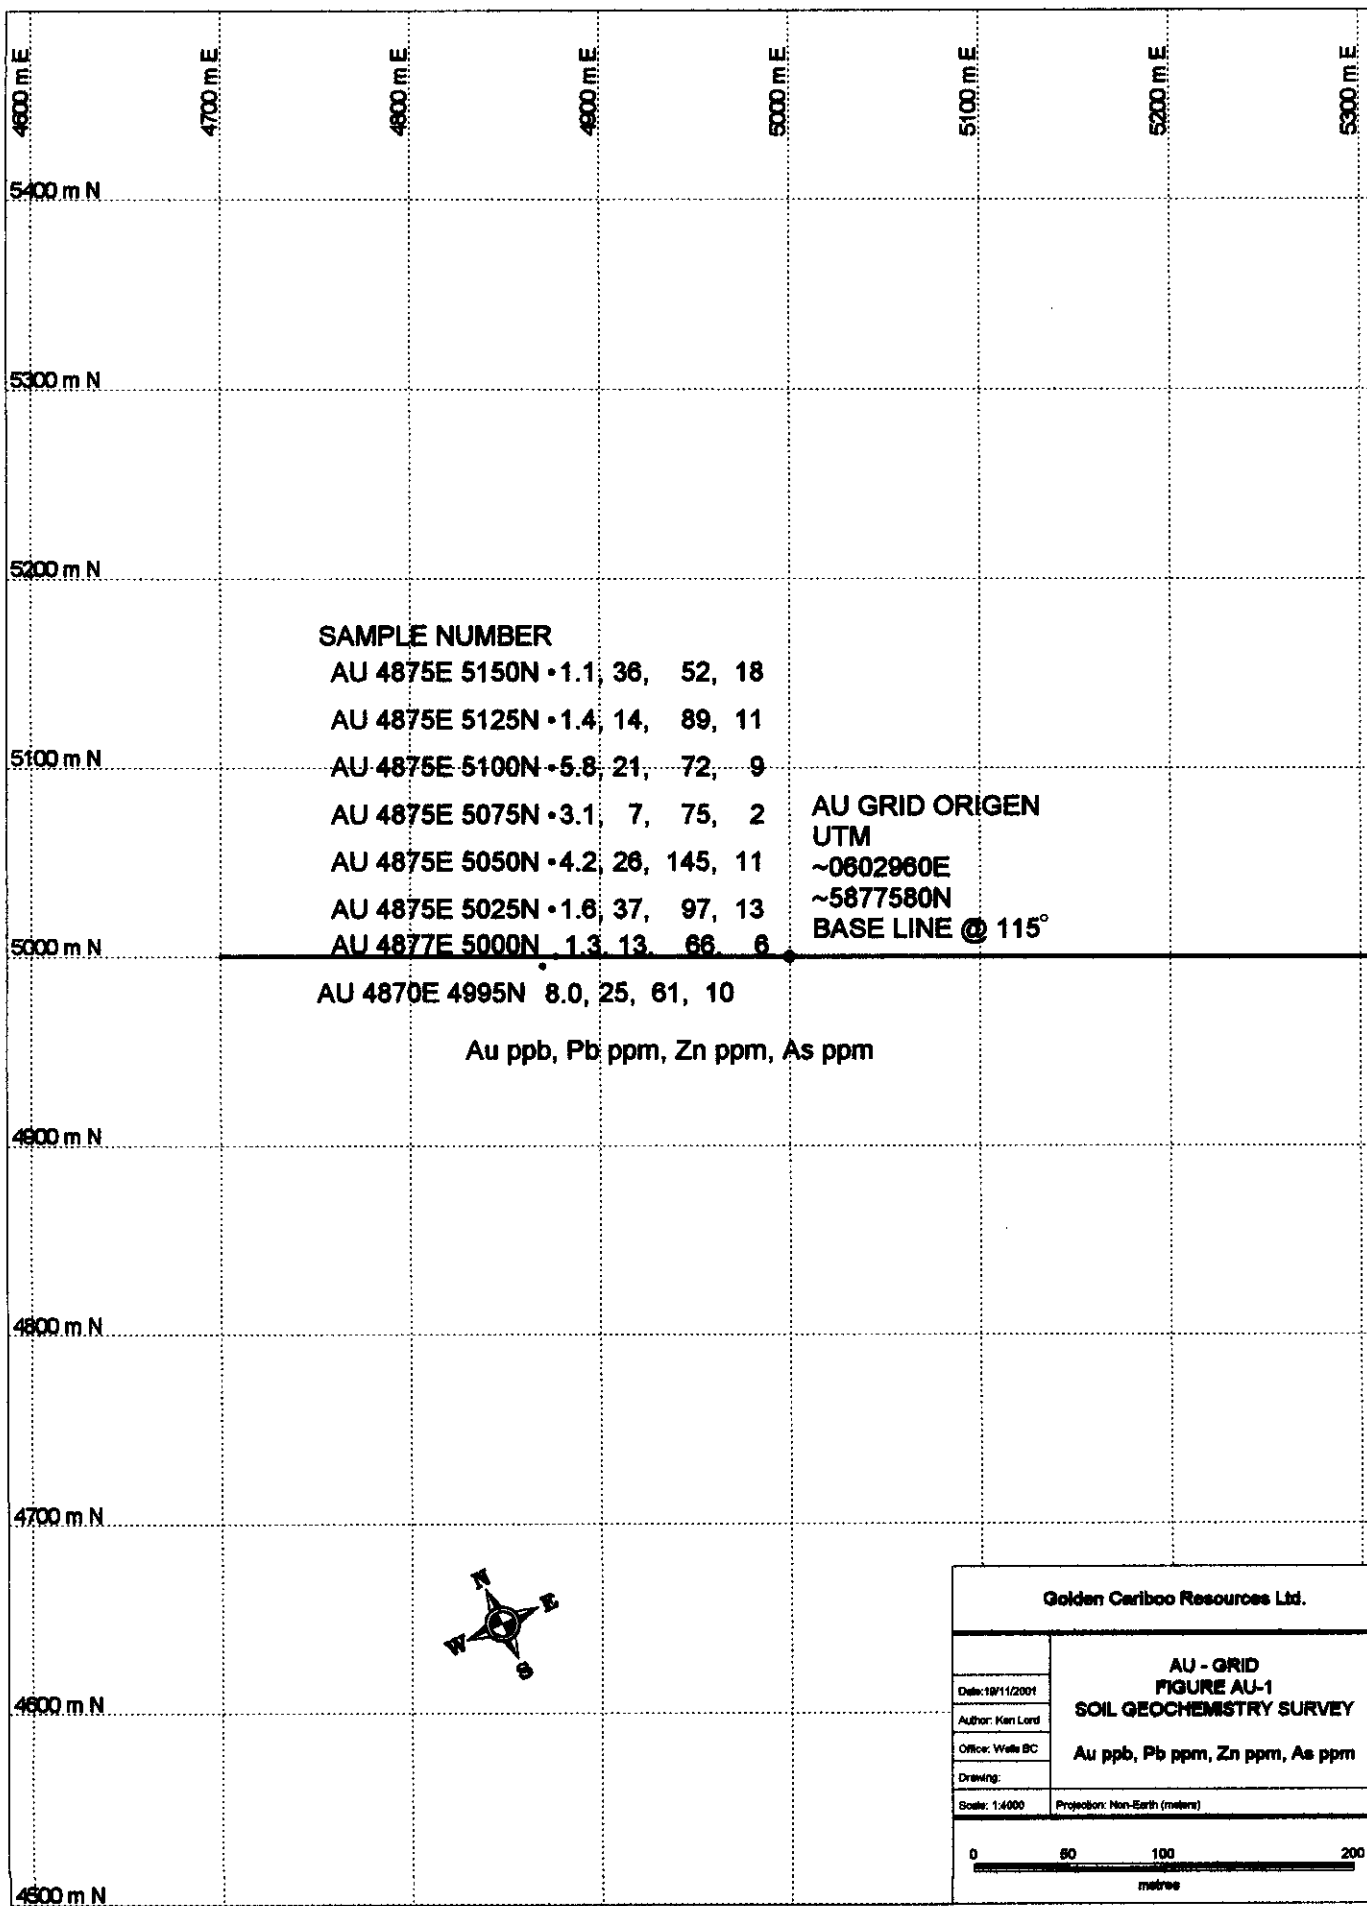 4600 m E
4700 m E
4800 m E
4900 m E
5000 m E
5100 m E
5200 m E
5300 m E
5400 m N
5300 m N
5200 m N
SAMPLE NUMBER
AU 4875E 5150N •1.1, 36, 52, 18
AU 4875E 5125N •1.4, 14, 89, 11
5100 m N
AU 4875E 5100N •5.8, 21, 72, 9
AU 4875E 5075N •3.1, 7, 75, 2
AU 4875E 5050N •4.2, 26, 145, 11
AU 4875E 5025N •1.6, 37, 97, 13
AU GRID ORIGEN
UTM
~0602960E
~5877580N
BASE LINE @ 115°
5000 m N
AU 4877E 5000N 1.3, 13, 66, 6
AU 4870E 4995N 8.0, 25, 61, 10
Au ppb, Pb ppm, Zn ppm, As ppm
4900 m N
4800 m N
4700 m N
4600 m N
4500 m N
N
E
W
S
Golden Cariboo Resources Ltd.
AU - GRID
FIGURE AU-1
SOIL GEOCHEMISTRY SURVEY
Au ppb, Pb ppm, Zn ppm, As ppm
Date: 19/11/2001
Author: Ken Lord
Office: Wells BC
Drawing:
Scale: 1:4000
Projection: Non-Earth (meters)
0 50 100 200
metres